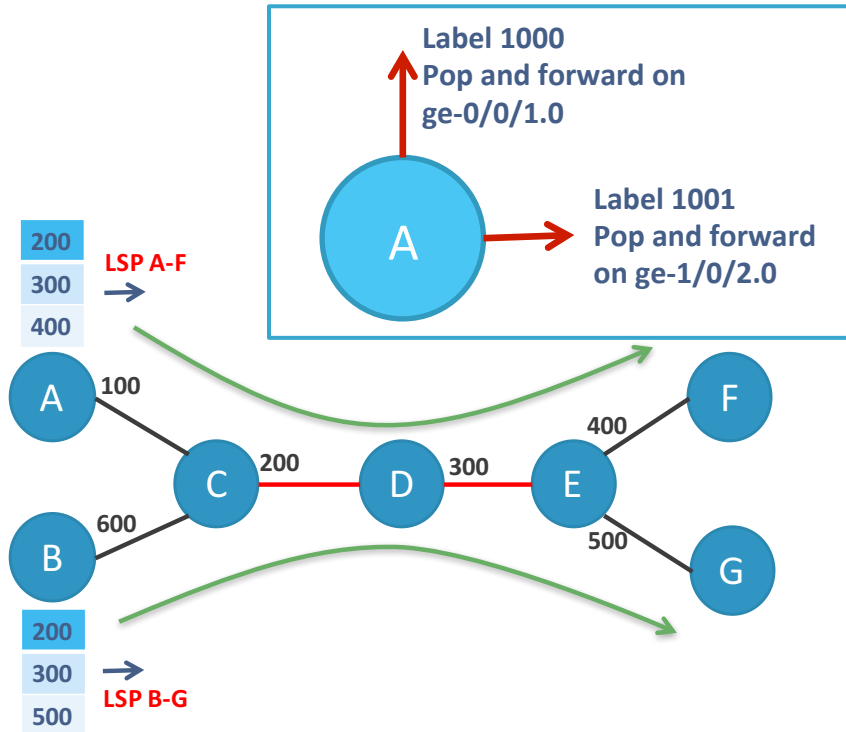 Label 1000
Pop and forward on
ge-0/0/1.0
A
Label 1001
Pop and forward
on ge-1/0/2.0
200
300
400
LSP A-F
A
100
F
400
C
200
D
300
E
B
600
500
G
200
300
500
LSP B-G